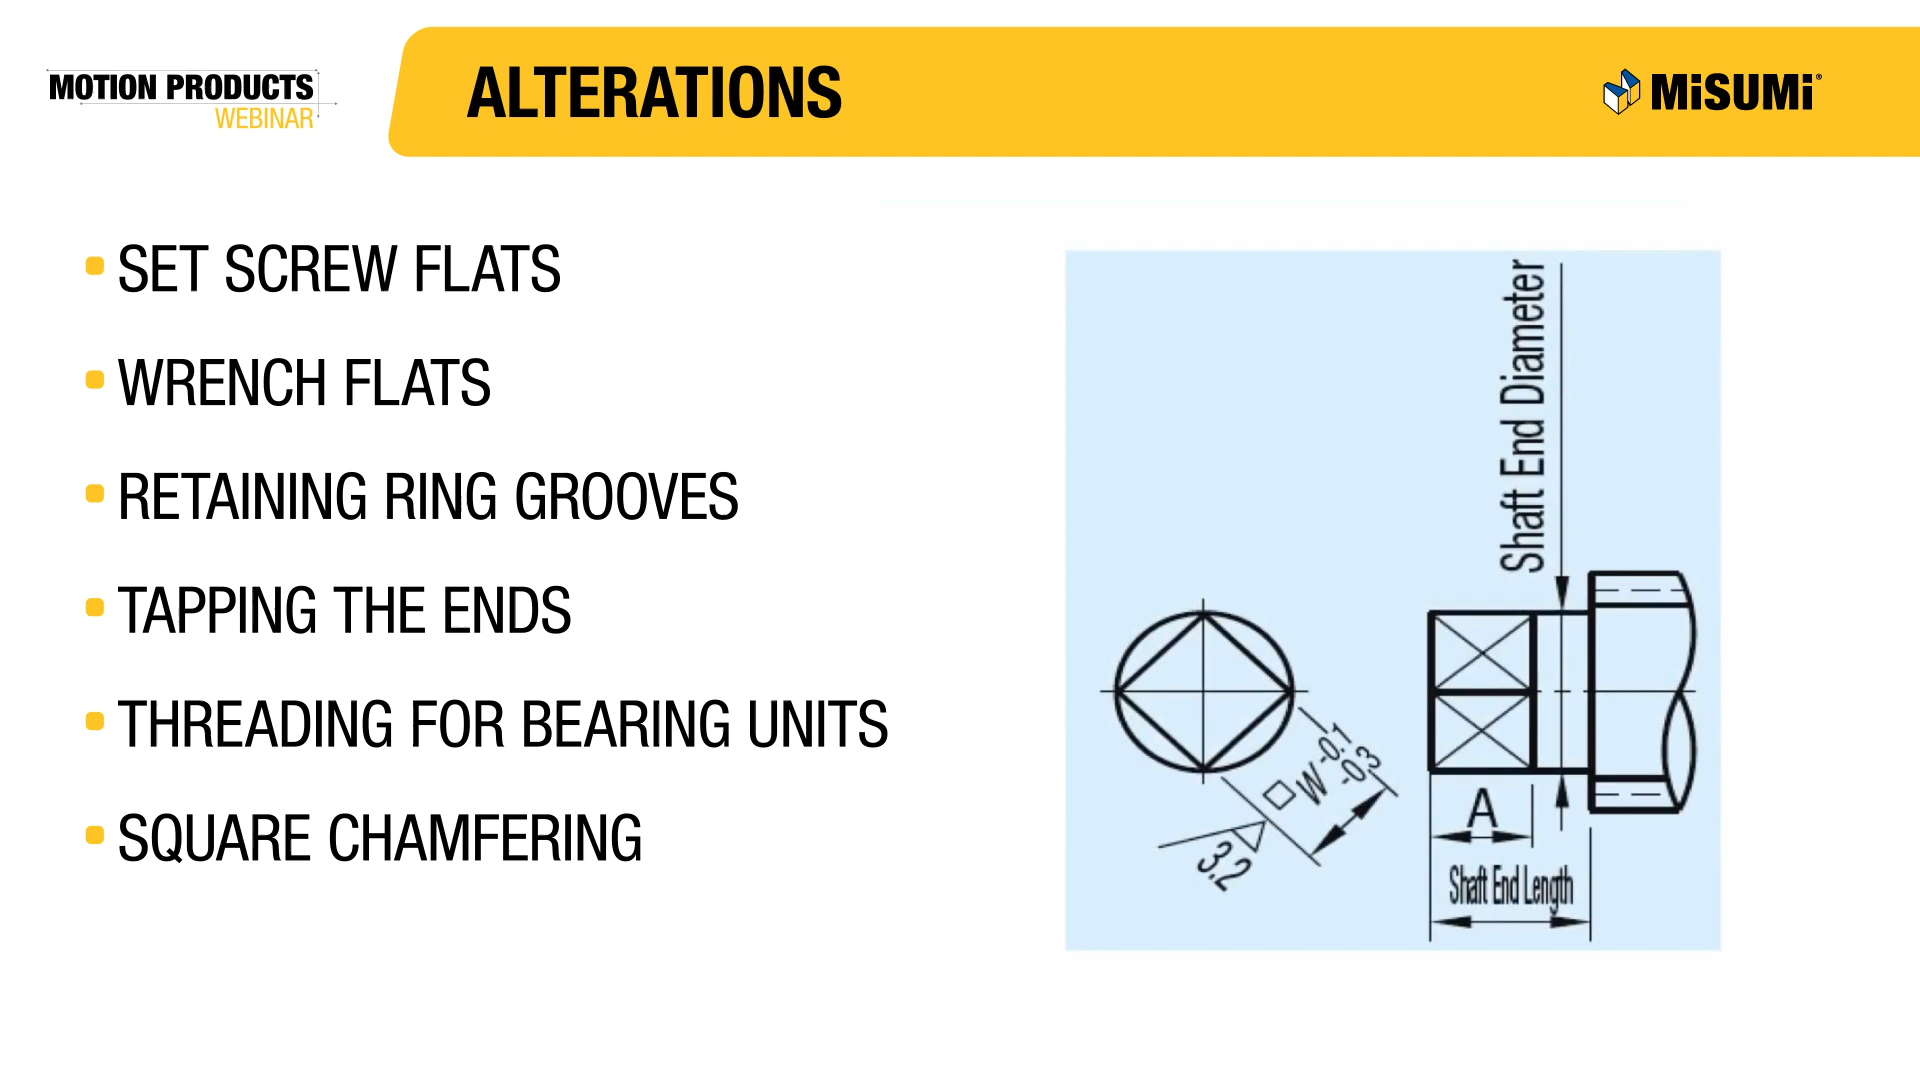 MOTION PRODUCTS
WEBINAR
ALTERATIONS
MiSUMi®
SET SCREW FLATS
WRENCH FLATS
RETAINING RING GROOVES
TAPPING THE ENDS
THREADING FOR BEARING UNITS
SQUARE CHAMFERING
Shaft End Diameter
□W -0.1
-0.3
3.2
A
Shaft End Length